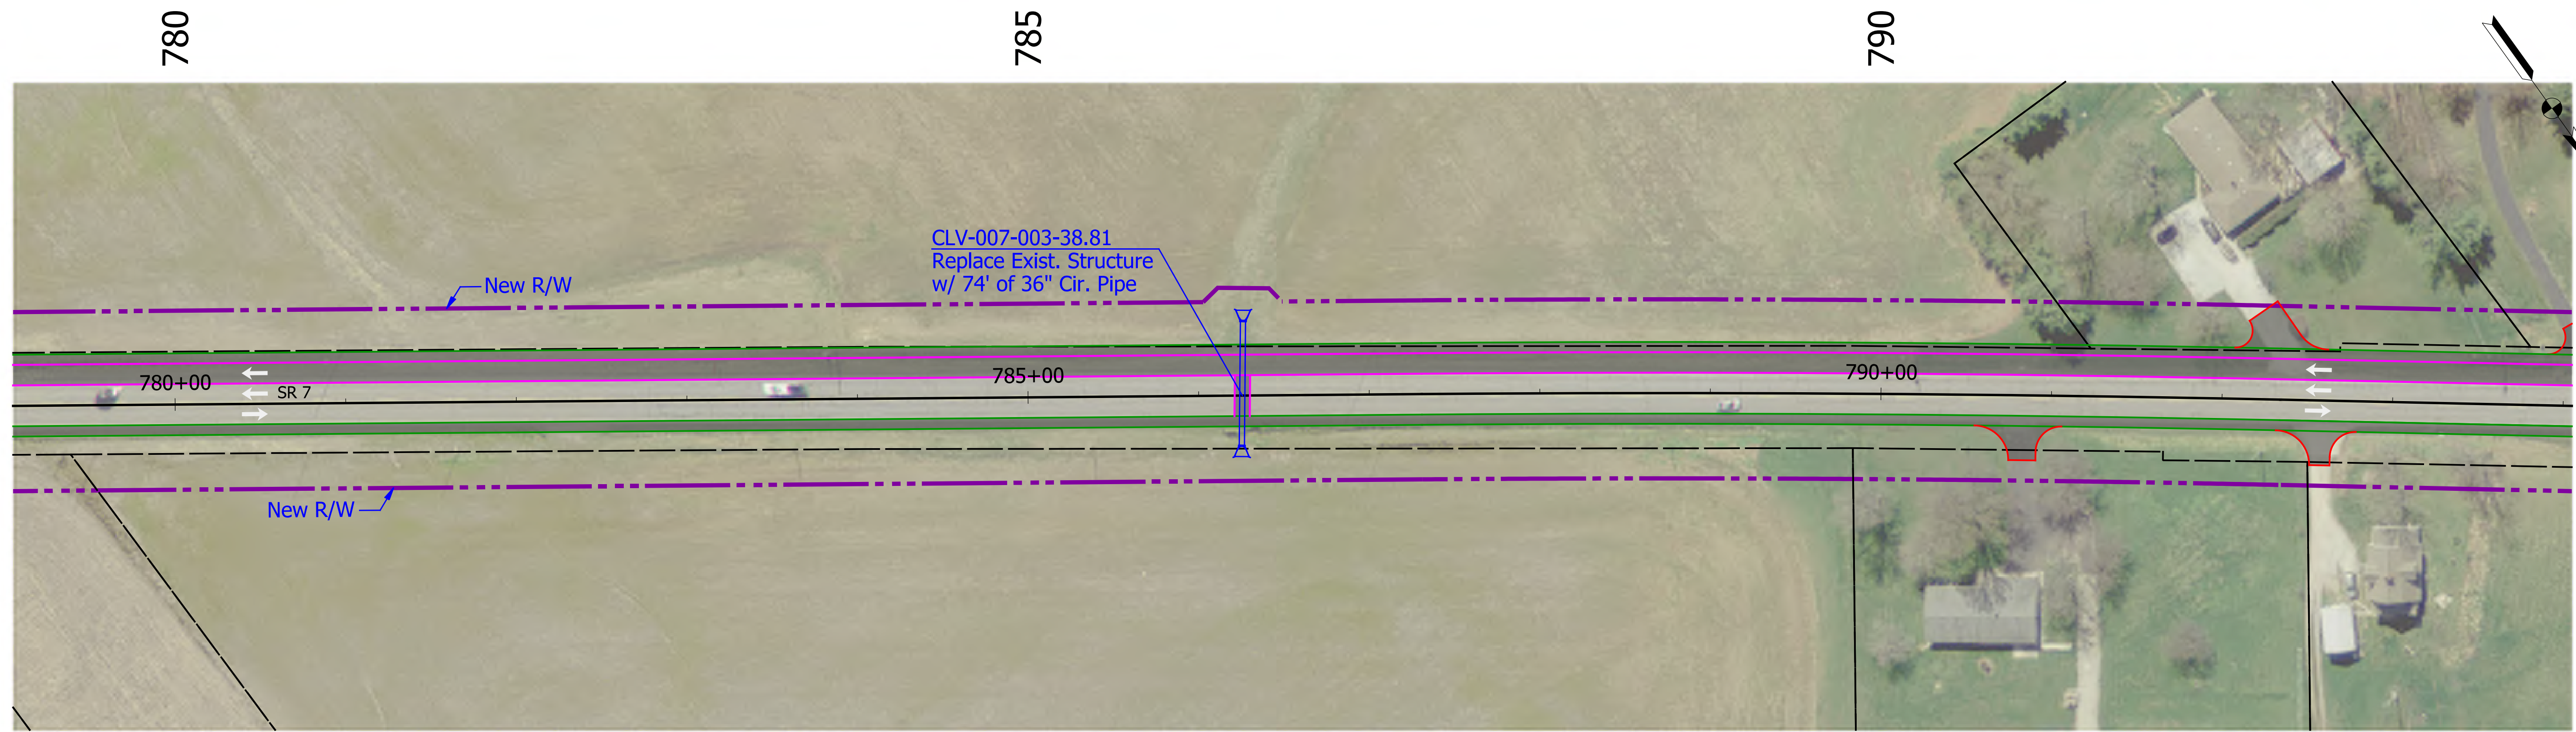 780
785
790
CLV-007-003-38.81
Replace Exist. Structure
w/ 74' of 36" Cir. Pipe
New R/W
780+00
785+00
790+00
SR 7
New R/W